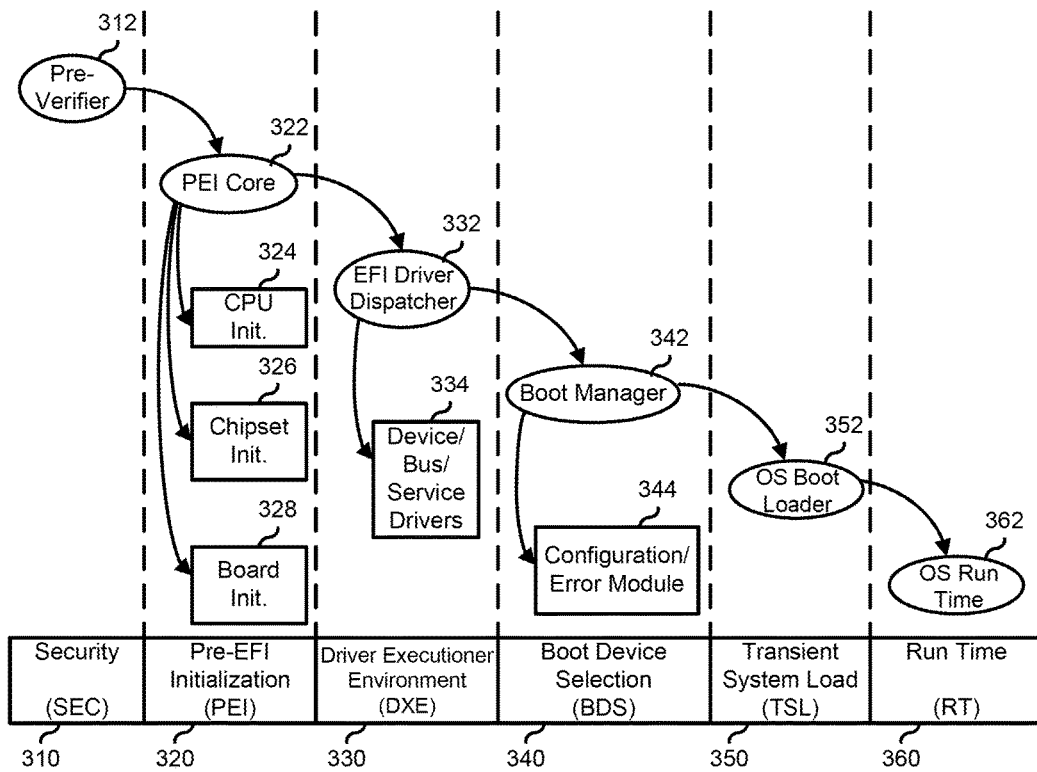 312
Pre-
Verifier
322
PEI Core
324
CPU
Init.
326
Chipset
Init.
328
Board
Init.
332
EFI Driver
Dispatcher
334
Device/
Bus/
Service
Drivers
342
Boot Manager
344
Configuration/
Error Module
352
OS Boot
Loader
362
OS Run
Time
Security
(SEC)
Pre-EFI
Initialization
(PEI)
Driver Executioner
Environment
(DXE)
Boot Device
Selection
(BDS)
Transient
System Load
(TSL)
Run Time
(RT)
310
320
330
340
350
360